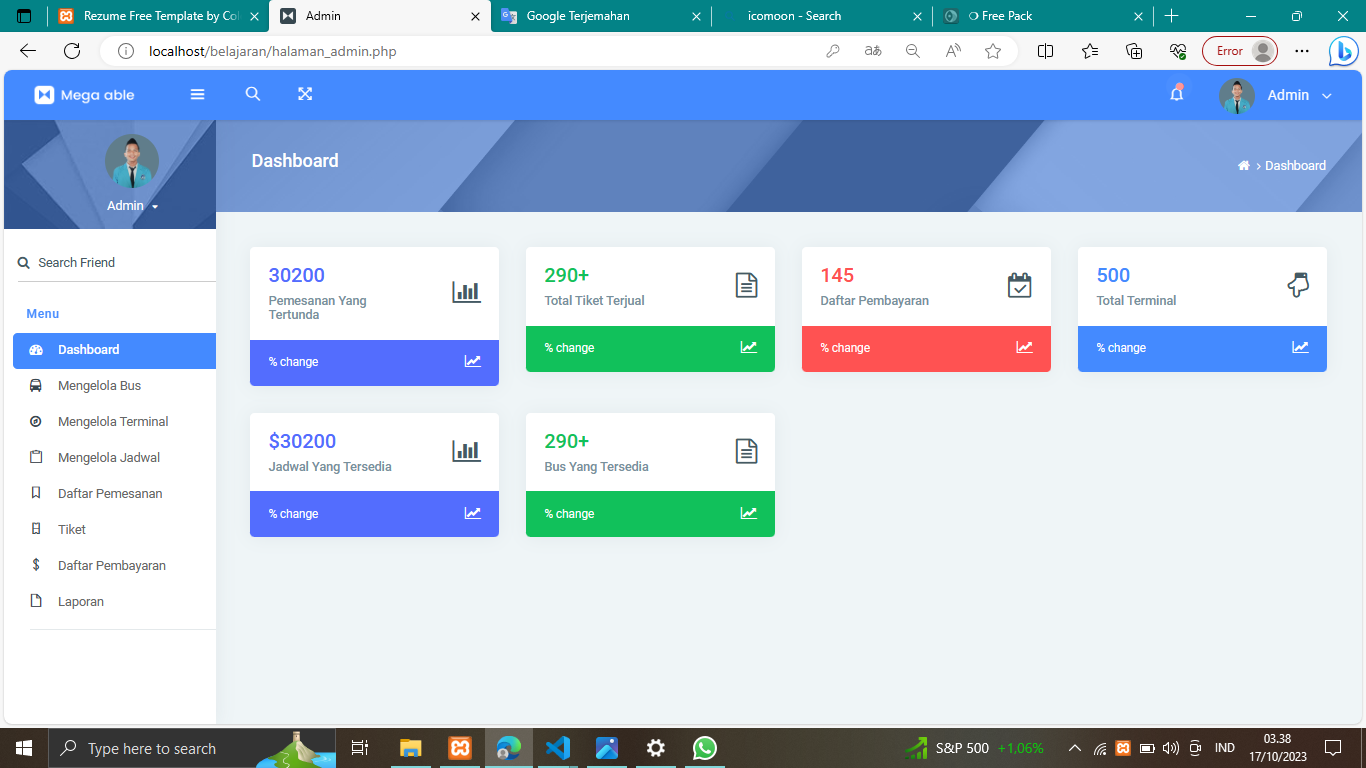 Rezume Free Template by Col
Admin
Google Terjemahan
icomoon - Search
Free Pack
localhost/belajaran/halaman_admin.php
Error
Mega able
Admin
Admin
Dashboard
Dashboard
Search Friend
Menu
Dashboard
Mengelola Bus
Mengelola Terminal
Mengelola Jadwal
Daftar Pemesanan
Tiket
Daftar Pembayaran
Laporan
30200
Pemesanan Yang
Tertunda
% change
290+
Total Tiket Terjual
% change
145
Daftar Pembayaran
% change
500
Total Terminal
% change
$30200
Jadwal Yang Tersedia
% change
290+
Bus Yang Tersedia
% change
Type here to search
S&P 500 +1,06%
IND
03.38
17/10/2023